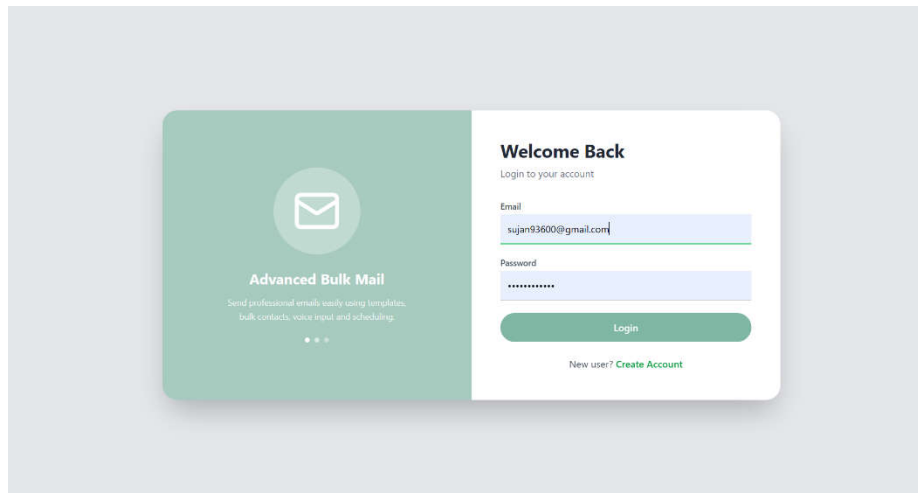 Advanced Bulk Mail
Send professional emails easily using templates,
bulk contacts, voice input and scheduling.
Welcome Back
Login to your account
Email
sujan93600@gmail.com
Password
••••••••••••
Login
New user? Create Account